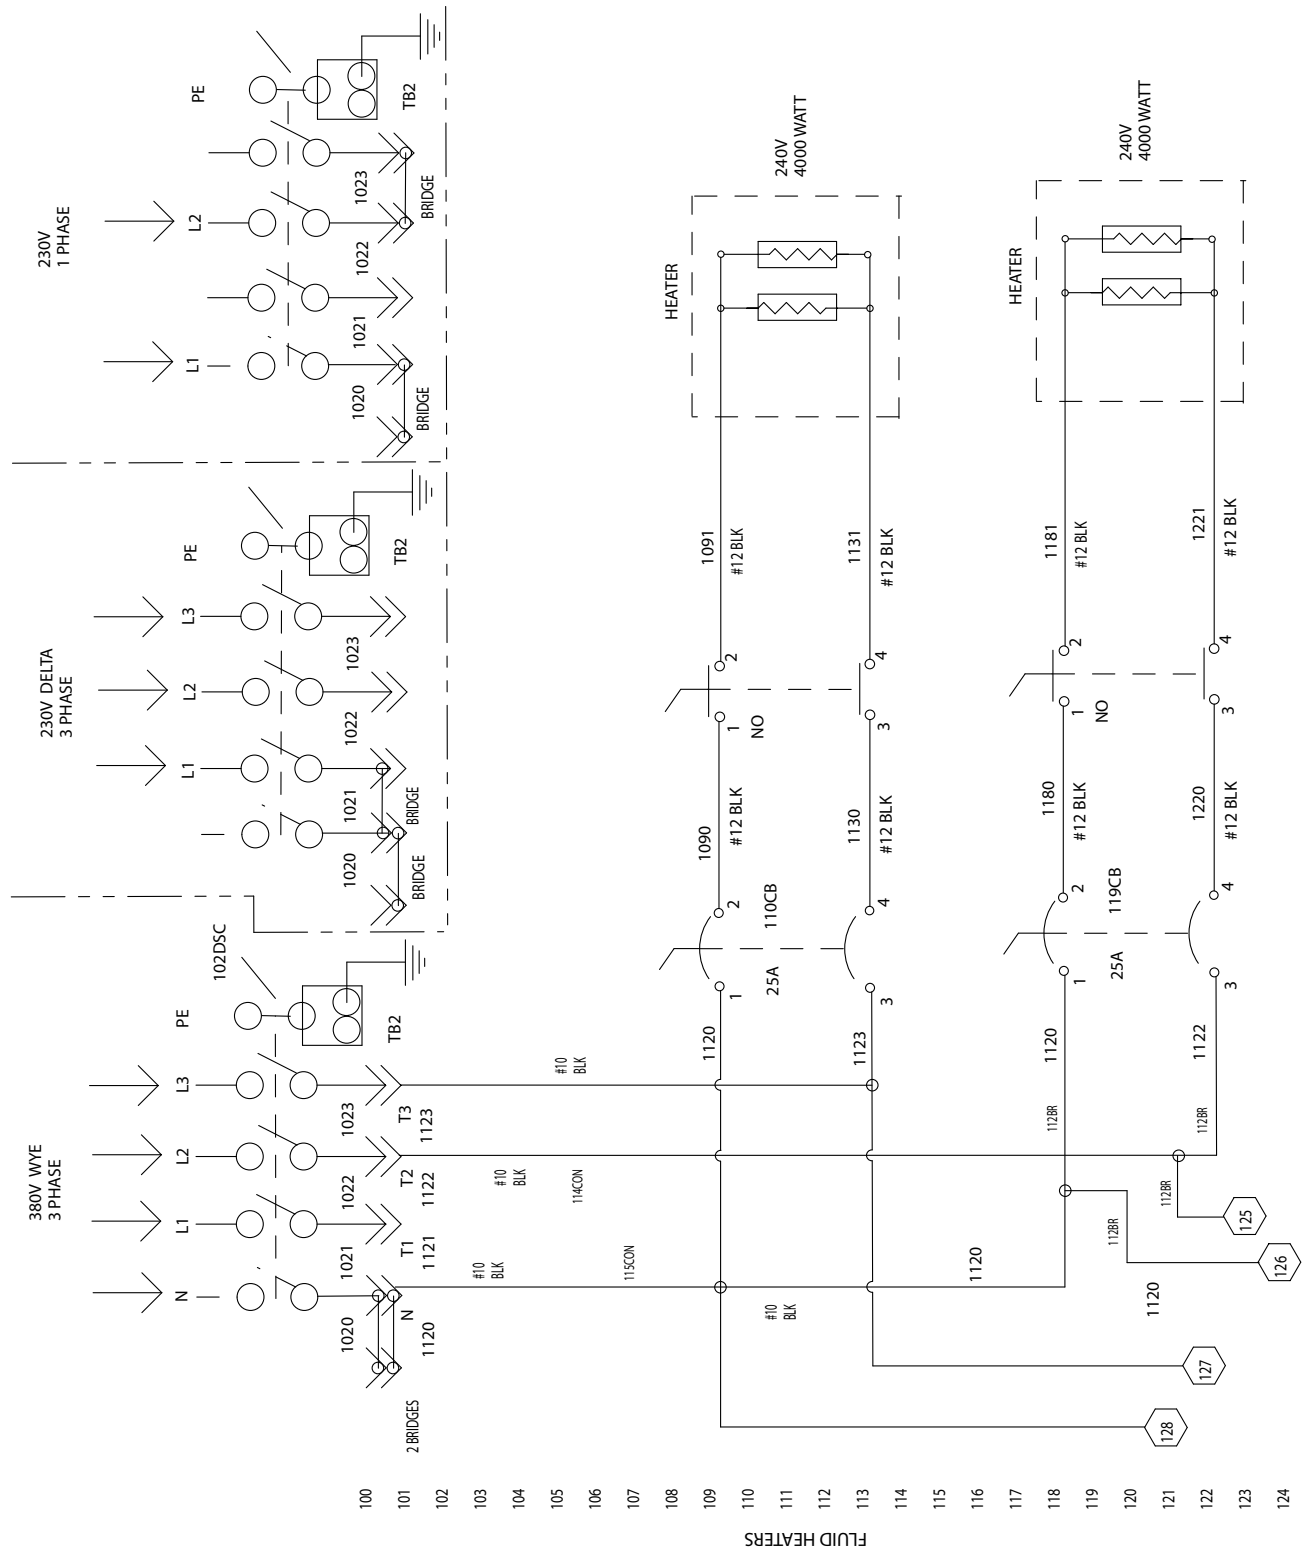 380V WYE
3 PHASE
N
L1
L2
L3
PE
102DSC
1020
1021
1022
1023
TB2
N
1120
T1
1121
T2
1122
T3
1123
2 BRIDGES
230V DELTA
3 PHASE
L1
L2
L3
PE
1020
1021
1022
1023
TB2
BRIDGE
BRIDGE
230V
1 PHASE
L1
L2
PE
1020
1021
1022
1023
TB2
BRIDGE
BRIDGE
#10
BLK
115CON
#10
BLK
114CON
#10
BLK
#10
BLK
1120
1120
1
2
25A
110CB
1090
#12 BLK
1
2
NO
1091
#12 BLK
HEATER
240V
4000 WATT
1123
3
4
1130
#12 BLK
3
4
1131
#12 BLK
1120
112BR
1
2
25A
119CB
1180
#12 BLK
1
2
NO
1181
#12 BLK
HEATER
240V
4000 WATT
1122
112BR
3
4
1220
#12 BLK
3
4
1221
#12 BLK
112BR
112BR
1120
125
126
127
128
100
101
102
103
104
105
106
107
108
109
110
111
112
113
114
115
116
117
118
119
120
121
122
123
124
FLUID HEATERS